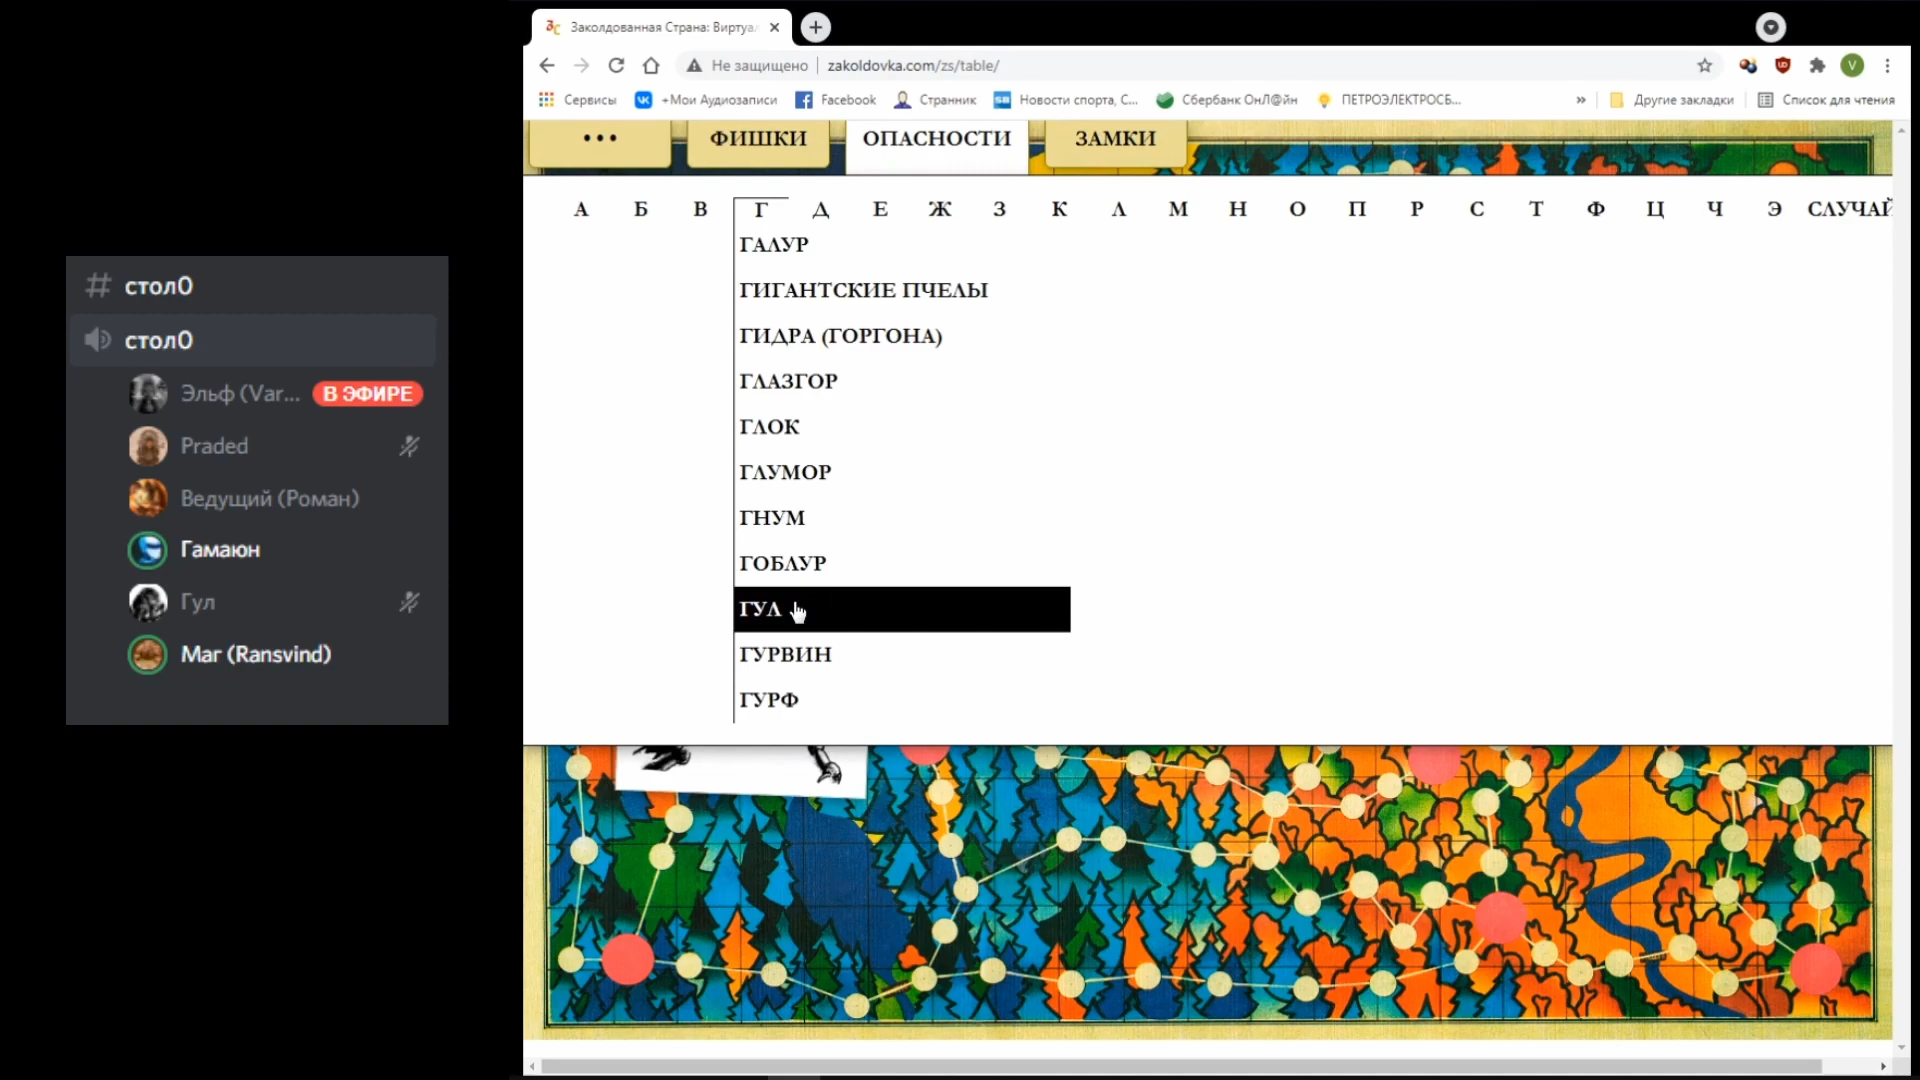 стол0
стол0
Эльф (Var... В ЭФИРЕ
Praded
Ведущий (Роман)
Гамаюн
Гул
Маг (Ransvind)
Заколдованная Страна: Виртуал
Не защищено zakoldovka.com/zs/table/
V
Сервисы +Мои Аудиозаписи Facebook Странник Новости спорта, С... Сбербанк ОнЛ@йн ПЕТРОЭЛЕКТРОСБ... » Другие закладки Список для чтения
••• ФИШКИ ОПАСНОСТИ ЗАМКИ
А Б В Г Д Е Ж З К Л М Н О П Р С Т Ф Ц Ч Э СЛУЧАЙ
ГАЛУР
ГИГАНТСКИЕ ПЧЕЛЫ
ГИДРА (ГОРГОНА)
ГЛАЗГОР
ГЛОК
ГЛУМОР
ГНУМ
ГОБЛУР
ГУЛ
ГУРВИН
ГУРФ